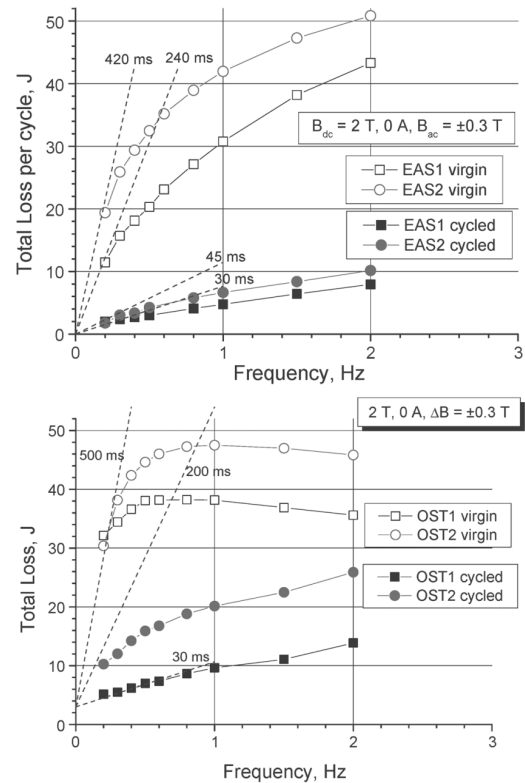 50
420 ms
240 ms
40
B_dc = 2 T, 0 A, B_ac = ±0.3 T
30
EAS1 virgin
EAS2 virgin
20
EAS1 cycled
EAS2 cycled
45 ms
10
30 ms
0
0
1
2
3
Total Loss per cycle, J
Frequency, Hz
2 T, 0 A, ΔB = ±0.3 T
50
500 ms
200 ms
40
OST1 virgin
OST2 virgin
30
OST1 cycled
OST2 cycled
20
30 ms
10
0
0
1
2
3
Total Loss, J
Frequency, Hz